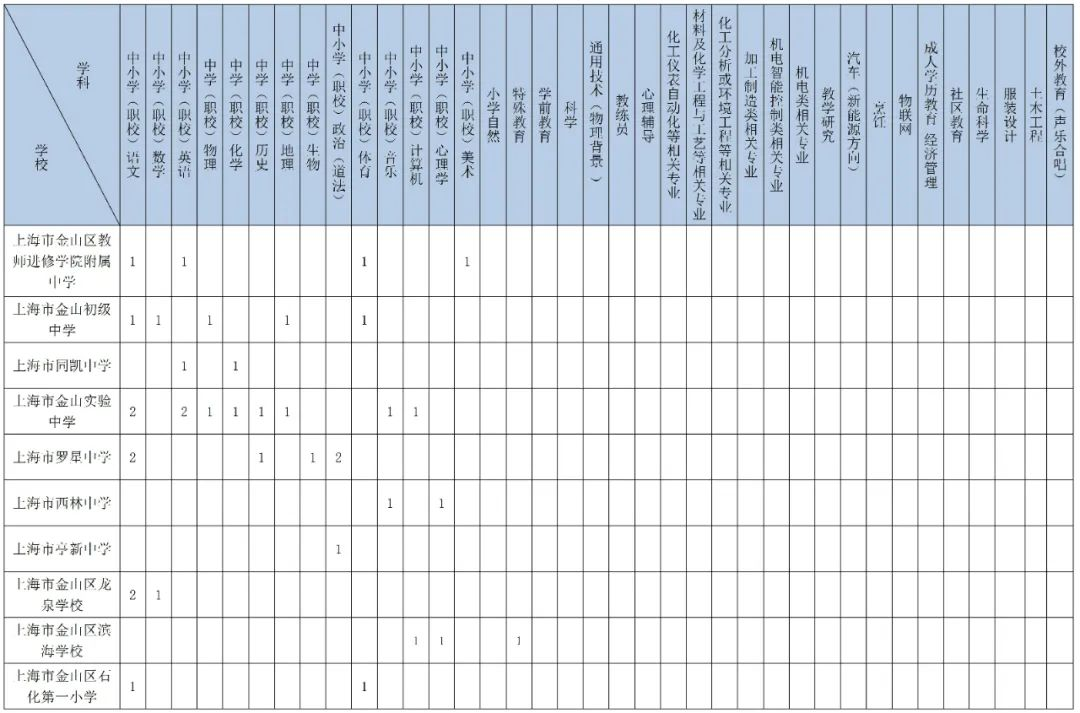 学科
学校
中小学（职校）语文
中小学（职校）数学
中小学（职校）英语
中学（职校）物理
中学（职校）化学
中学（职校）历史
中学（职校）地理
中学（职校）生物
中小学（职校）政治（道法）
中小学（职校）体育
中小学（职校）音乐
中小学（职校）计算机
中小学（职校）心理学
中小学（职校）美术
小学自然
特殊教育
学前教育
科学
通用技术（物理背景）
教练员
心理辅导
化工仪表自动化等相关专业
材料及化学工程与工艺等相关专业
化工分析或环境工程等相关专业
加工制造类相关专业
机电智能控制类相关专业
机电类相关专业
教学研究
汽车（新能源方向）
烹饪
物联网
成人学历教育 经济管理
社区教育
生命科学
服装设计
土木工程
校外教育（声乐合唱）
上海市金山区教
师进修学院附属
中学
1 1 1 1
上海市金山初级
中学
1 1 1 1 1
上海市同凯中学 1 1
上海市金山实验
中学
2 2 1 1 1 1 1 1
上海市罗星中学 2 1 1 2
上海市西林中学 1 1
上海市亭新中学 1
上海市金山区龙
泉学校
2 1
上海市金山区滨
海学校
1 1 1
上海市金山区石
化第一小学
1 1